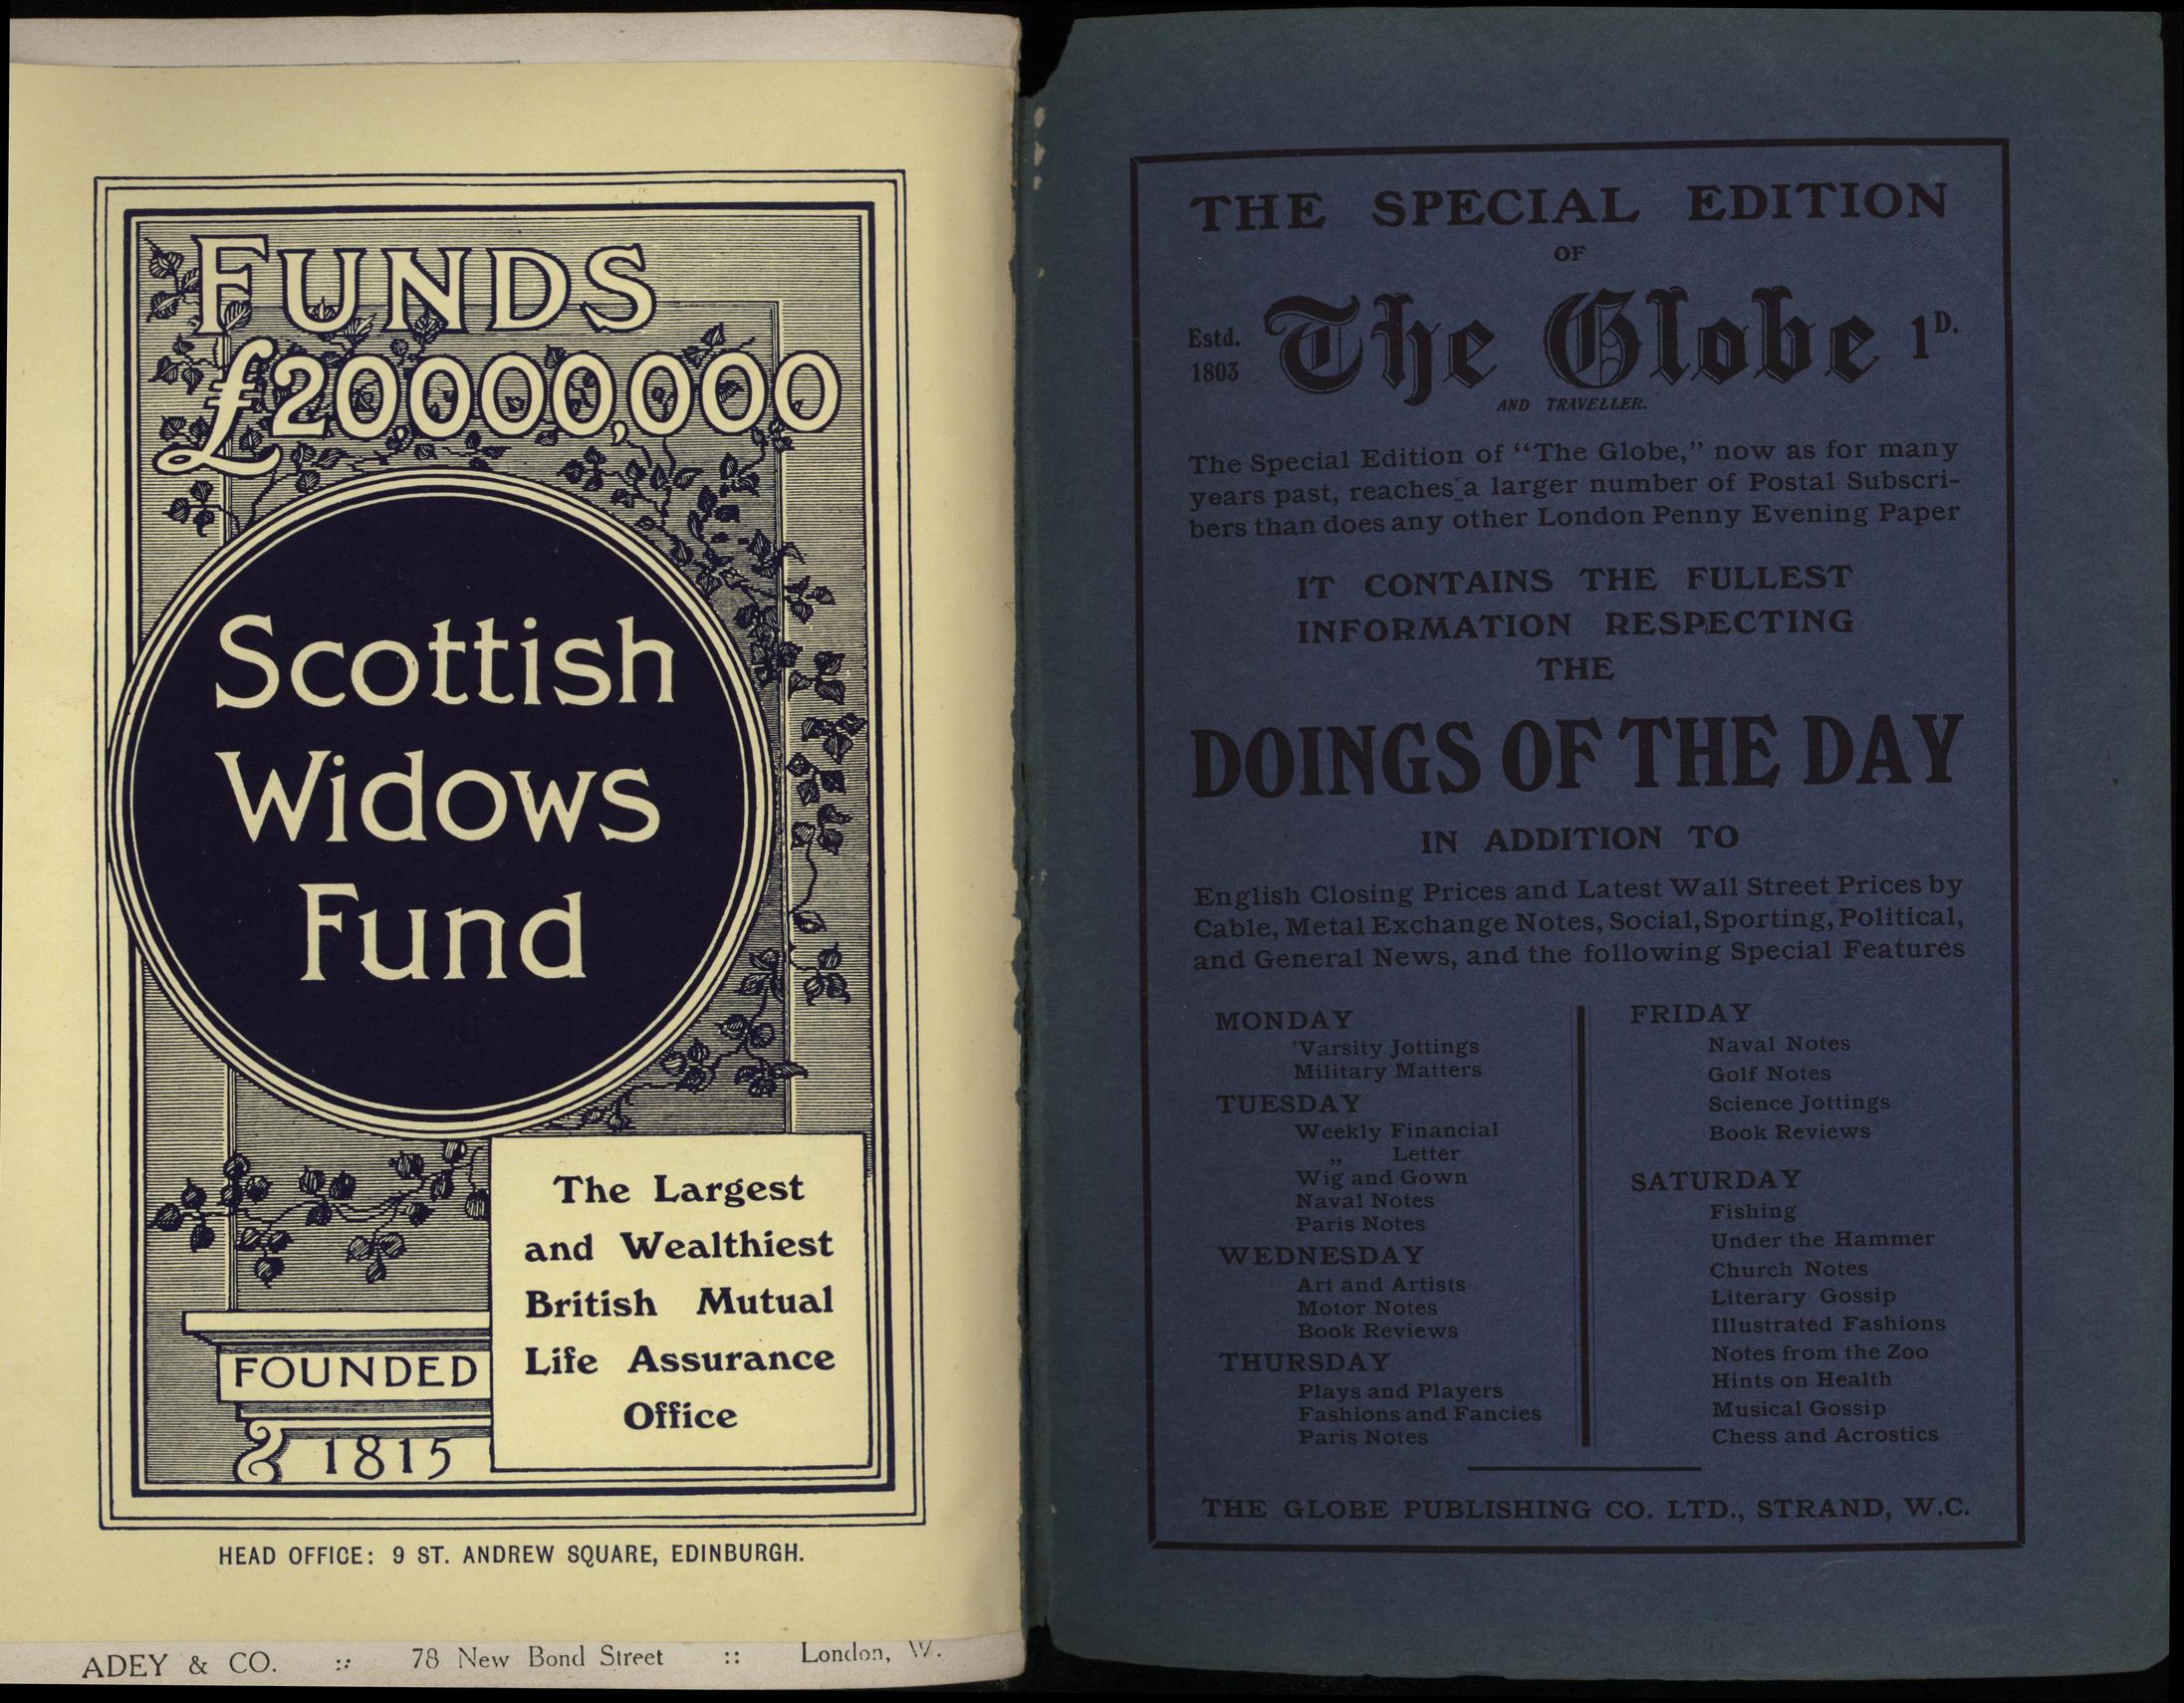 FUNDS
£20000,000
Scottish
Widows
Fund
The Largest
and Wealthiest
British Mutual
Life Assurance
Office
FOUNDED
1815
HEAD OFFICE: 9 ST. ANDREW SQUARE, EDINBURGH.
ADEY & CO. :: 78 New Bond Street :: London, W.
THE SPECIAL EDITION
OF
Estd.
1803
The Globe 1D.
AND TRAVELLER.
The Special Edition of "The Globe," now as for many
years past, reaches a larger number of Postal Subscri-
bers than does any other London Penny Evening Paper
IT CONTAINS THE FULLEST
INFORMATION RESPECTING
THE
DOINGS OF THE DAY
IN ADDITION TO
English Closing Prices and Latest Wall Street Prices by
Cable, Metal Exchange Notes, Social, Sporting, Political,
and General News, and the following Special Features
MONDAY
'Varsity Jottings
Military Matters
TUESDAY
Weekly Financial
„ Letter
Wig and Gown
Naval Notes
Paris Notes
WEDNESDAY
Art and Artists
Motor Notes
Book Reviews
THURSDAY
Plays and Players
Fashions and Fancies
Paris Notes
FRIDAY
Naval Notes
Golf Notes
Science Jottings
Book Reviews
SATURDAY
Fishing
Under the Hammer
Church Notes
Literary Gossip
Illustrated Fashions
Notes from the Zoo
Hints on Health
Musical Gossip
Chess and Acrostics
THE GLOBE PUBLISHING CO. LTD., STRAND, W.C.